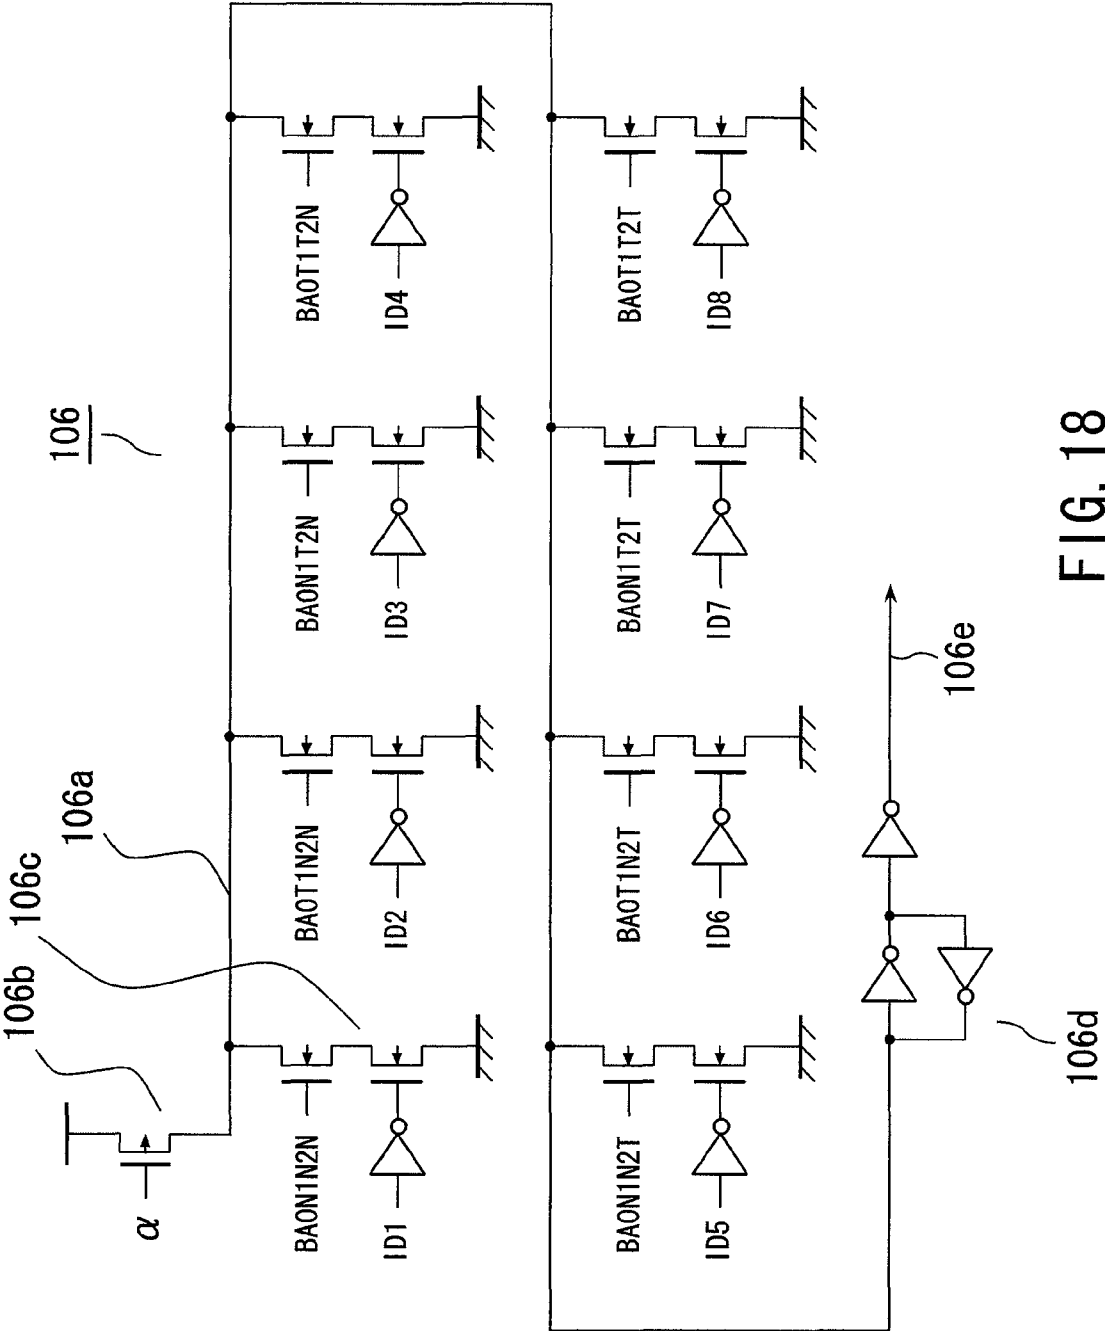 106
106a
106c
106b
α
BA0N1N2N
ID1
BA0T1N2N
ID2
BA0N1T2N
ID3
BA0T1T2N
ID4
BA0N1N2T
ID5
BA0T1N2T
ID6
BA0N1T2T
ID7
BA0T1T2T
ID8
106d
106e
FIG. 18